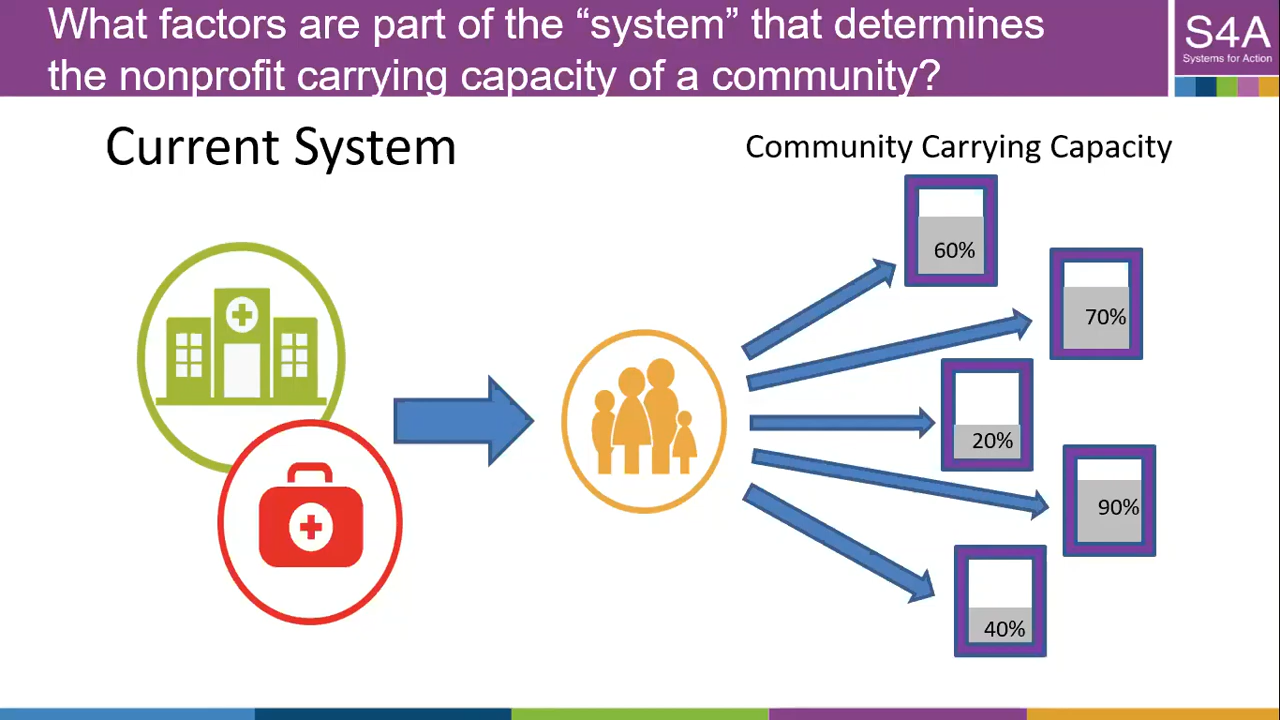 What factors are part of the “system” that determines
the nonprofit carrying capacity of a community?
S4A
Systems for Action
Current System
Community Carrying Capacity
60%
70%
20%
90%
40%